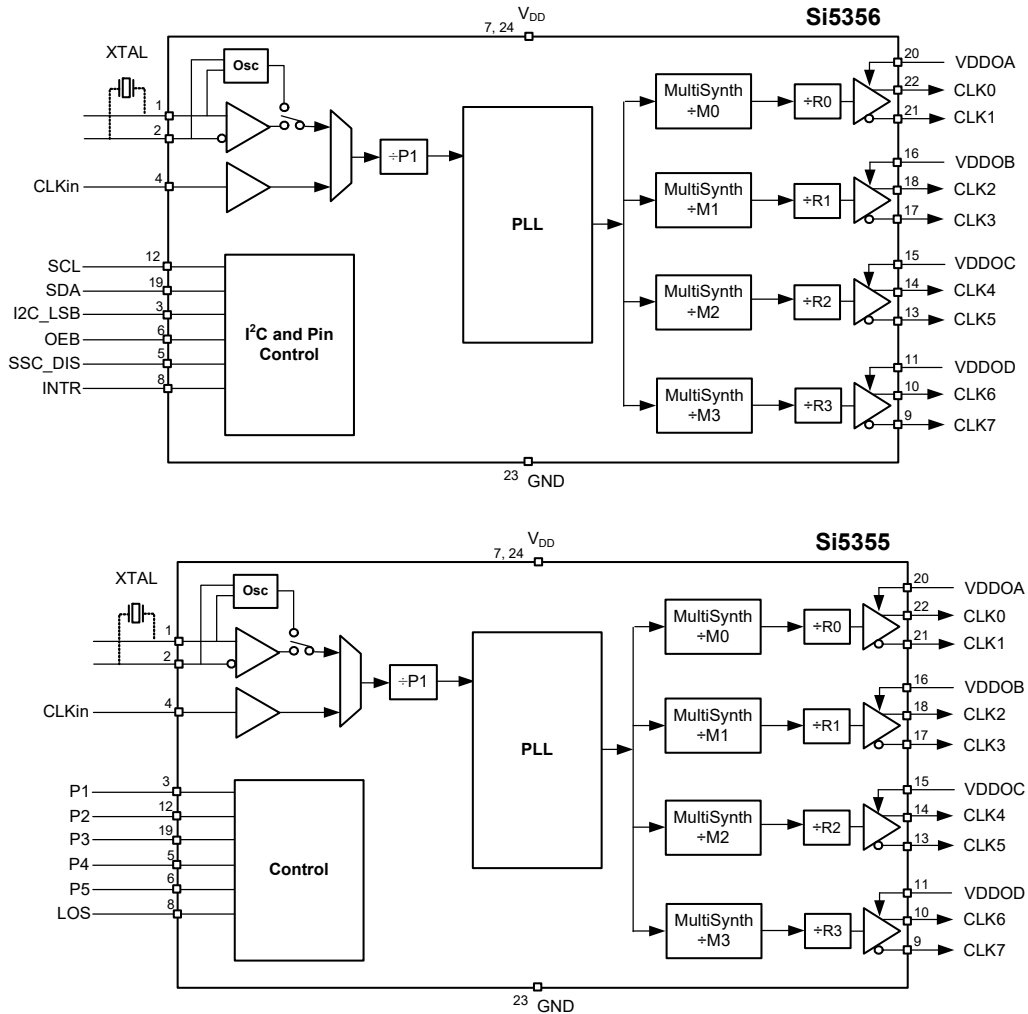 Si5356
VDD
7, 24
XTAL
Osc
1
2
CLKin
4
÷P1
PLL
MultiSynth
÷M0
÷R0
20
VDDOA
22
CLK0
21
CLK1
MultiSynth
÷M1
÷R1
16
VDDOB
18
CLK2
17
CLK3
MultiSynth
÷M2
÷R2
15
VDDOC
14
CLK4
13
CLK5
MultiSynth
÷M3
÷R3
11
VDDOD
10
CLK6
9
CLK7
SCL
12
SDA
19
I2C_LSB
3
OEB
6
SSC_DIS
5
INTR
8
I²C and Pin
Control
23 GND
Si5355
VDD
7, 24
XTAL
Osc
1
2
CLKin
4
÷P1
PLL
MultiSynth
÷M0
÷R0
20
VDDOA
22
CLK0
21
CLK1
MultiSynth
÷M1
÷R1
16
VDDOB
18
CLK2
17
CLK3
MultiSynth
÷M2
÷R2
15
VDDOC
14
CLK4
13
CLK5
MultiSynth
÷M3
÷R3
11
VDDOD
10
CLK6
9
CLK7
P1
3
P2
12
P3
19
P4
5
P5
6
LOS
8
Control
23 GND